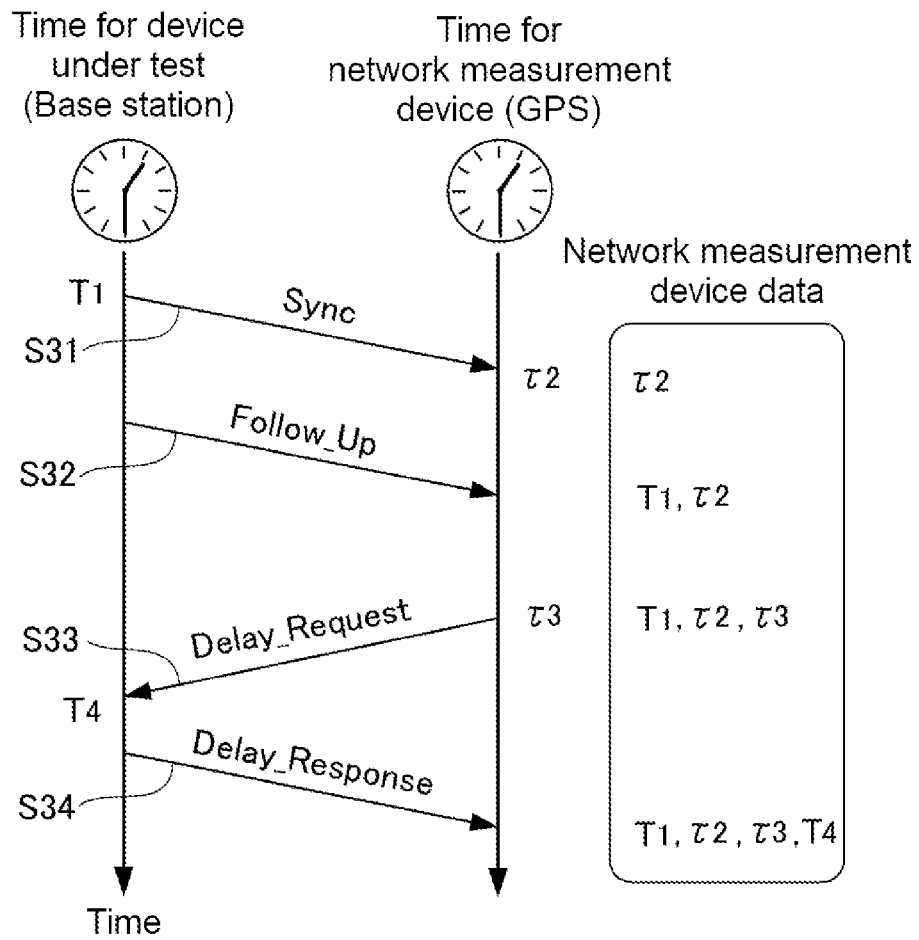 Time for device
under test
(Base station)
Time for
network measurement
device (GPS)
Network measurement
device data
T1
Sync
S31
τ2
τ2
Follow_Up
S32
T1, τ2
τ3
T1, τ2, τ3
Delay_Request
S33
T4
Delay_Response
S34
T1, τ2, τ3, T4
Time